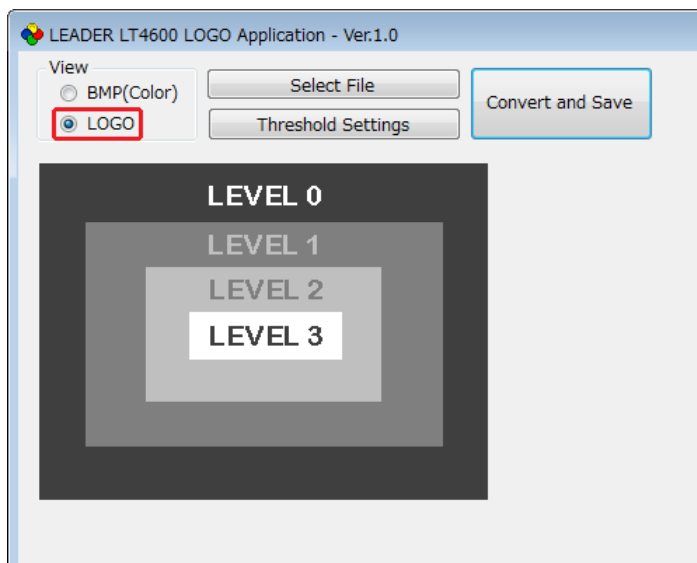 LEADER LT4600 LOGO Application - Ver.1.0
View
BMP(Color)
LOGO
Select File
Threshold Settings
Convert and Save
LEVEL 0
LEVEL 1
LEVEL 2
LEVEL 3